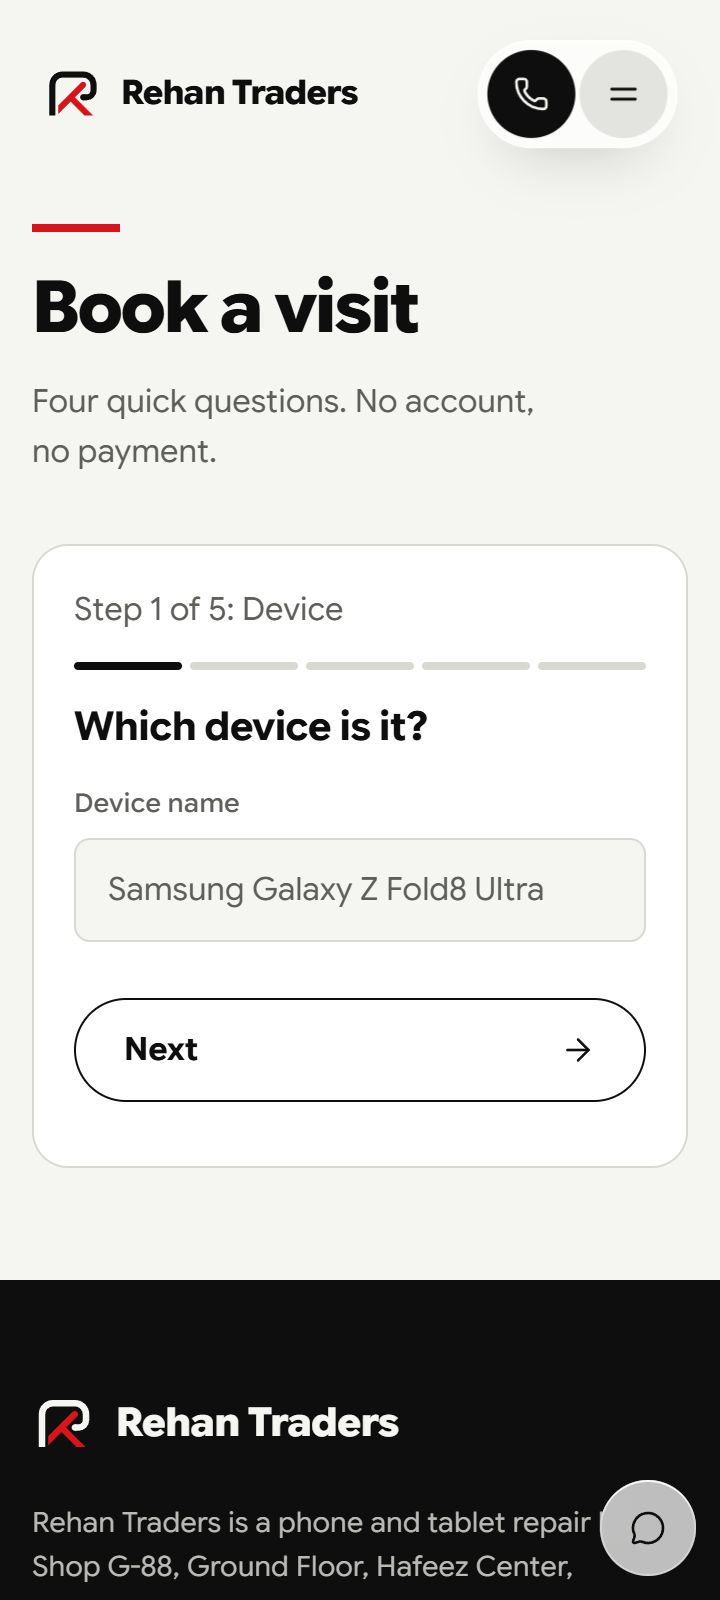 Rehan Traders
Book a visit
Four quick questions. No account,
no payment.
Step 1 of 5: Device
Which device is it?
Device name
Samsung Galaxy Z Fold8 Ultra
Next
Rehan Traders
Rehan Traders is a phone and tablet repair
Shop G-88, Ground Floor, Hafeez Center,